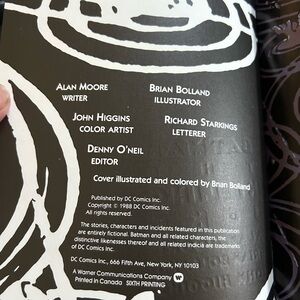 ALAN MOORE
WRITER
BRIAN BOLLAND
ILLUSTRATOR
JOHN HIGGINS
COLOR ARTIST
RICHARD STARKINGS
LETTERER
DENNY O'NEIL
EDITOR
Cover illustrated and colored by Brian Bolland
Published by DC Comics Inc.
Copyright © 1988 DC Comics Inc.
All rights reserved.
The stories, characters and incidents featured in this publication
are entirely fictional. Batman and all related characters, the
distinctive likenesses thereof and all related indicia are trademarks
of DC Comics Inc.
DC Comics Inc., 666 Fifth Avenue, New York, NY 10103
A Warner Communications Company
Printed in Canada SIXTH PRINTING